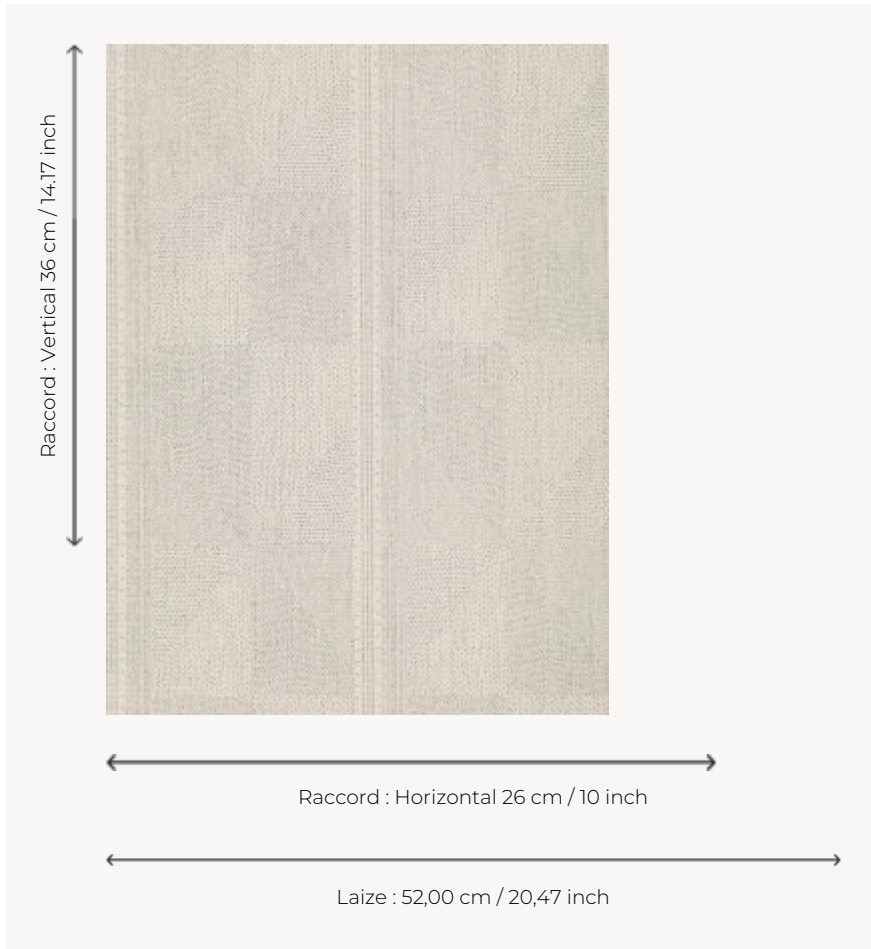 Raccord : Vertical 36 cm / 14.17 inch
Raccord : Horizontal 26 cm / 10 inch
Laize : 52,00 cm / 20,47 inch